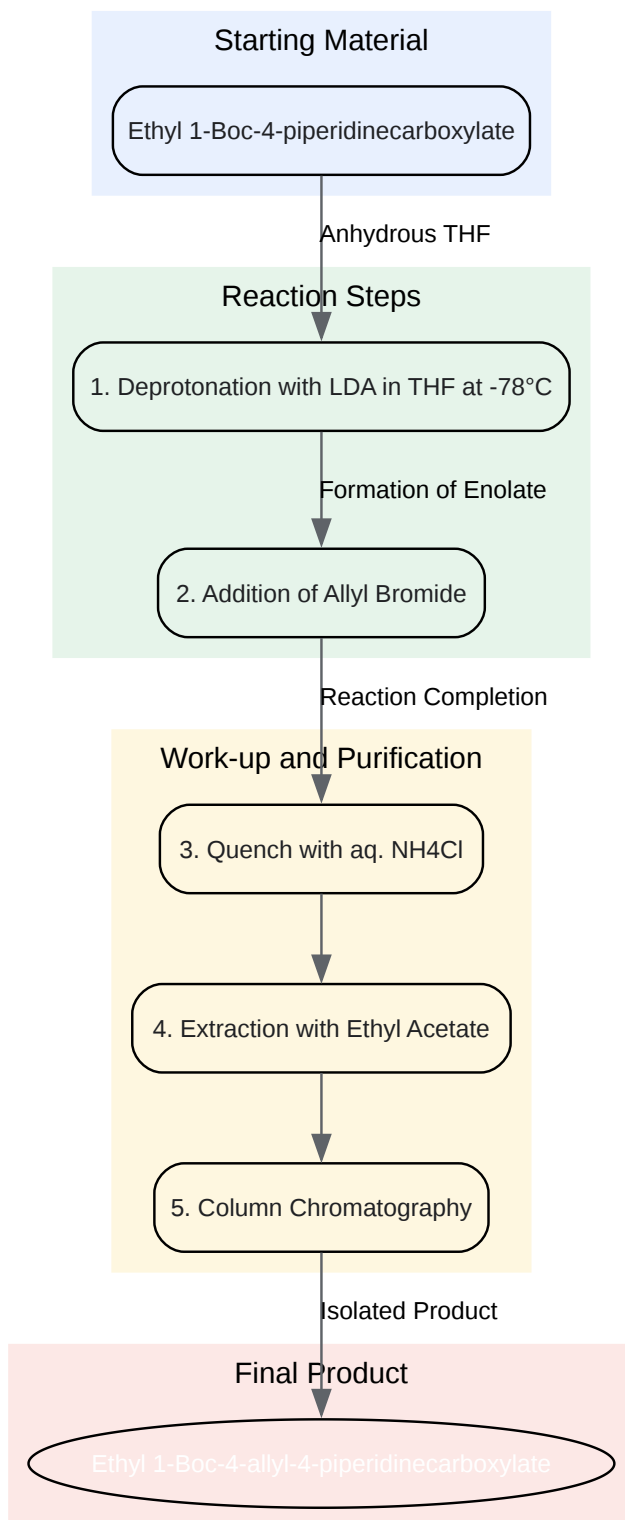 Starting Material
Ethyl 1-Boc-4-piperidinecarboxylate
Anhydrous THF
Reaction Steps
1. Deprotonation with LDA in THF at -78°C
Formation of Enolate
2. Addition of Allyl Bromide
Reaction Completion
Work-up and Purification
3. Quench with aq. NH4Cl
4. Extraction with Ethyl Acetate
5. Column Chromatography
Isolated Product
Final Product
Ethyl 1-Boc-4-allyl-4-piperidinecarboxylate